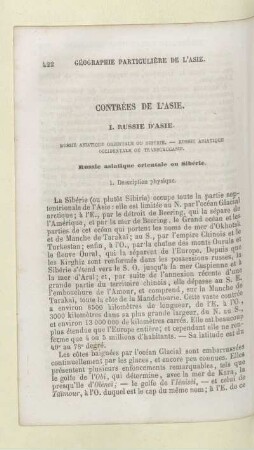 422 GÉOGRAPHIE PARTICULIÈRE DE L'ASIE.
CONTRÉES DE L'ASIE.
I. RUSSIE D'ASIE.
RUSSIE ASIATIQUE ORIENTALE OU SIBÉRIE. — RUSSIE ASIATIQUE
OCCIDENTALE OU TRANSCAUCASIE.
Russie asiatique orientale ou Sibérie.
1. Description physique.
La Sibérie (ou plutôt Sibirie) occupe toute la partie sep-
tentrionale de l'Asie : elle est limitée au N. par l'océan Glacial
arctique; à l'E., par le détroit de Beering, qui la sépare de
l'Amérique, et par la mer de Beering, le Grand océan et les
parties de cet océan qui portent les noms de mer d'Okhotsk
et de Manche de Tarakaï; au S., par l'empire Chinois et le
Turkestan; enfin, à l'O., par la chaîne des monts Ourals et
le fleuve Oural, qui la séparent de l'Europe. Depuis que
les Kirghiz sont renfermés dans les possessions russes, la
Sibérie s'étend vers le S. O. jusqu'à la mer Caspienne et à
la mer d'Aral; et, par suite de l'annexion récente d'une
grande partie du territoire chinois, elle dépasse au S. E.
l'embouchure de l'Amour, et comprend, sur la Manche de
Tarakaï, toute la côte de la Mandchourie. Cette contrée a
environ 8500 kilomètres de longueur, de l'E. à l'O.,
3000 kilomètres dans sa plus grande largeur, du N. au S.,
et environ 13 000 000 de kilomètres carrés. Elle est beaucoup
plus étendue que l'Europe entière; et cependant elle ne ren-
ferme que 4 ou 5 millions d'habitants. — Sa latitude est du
40° au 78° degré.
Les côtes baignées par l'océan Glacial sont embarrassées
continuellement par les glaces, et encore peu connues. Elles
présentent plusieurs enfoncements remarquables, tels que
le golfe de l'Obi, qui détermine, avec la mer de Kara, la
presqu'île d'Olenei; — le golfe de l'Iéniséï, — et celui de
Taïmour, à l'O. duquel est le cap du même nom; à l'E. de ce